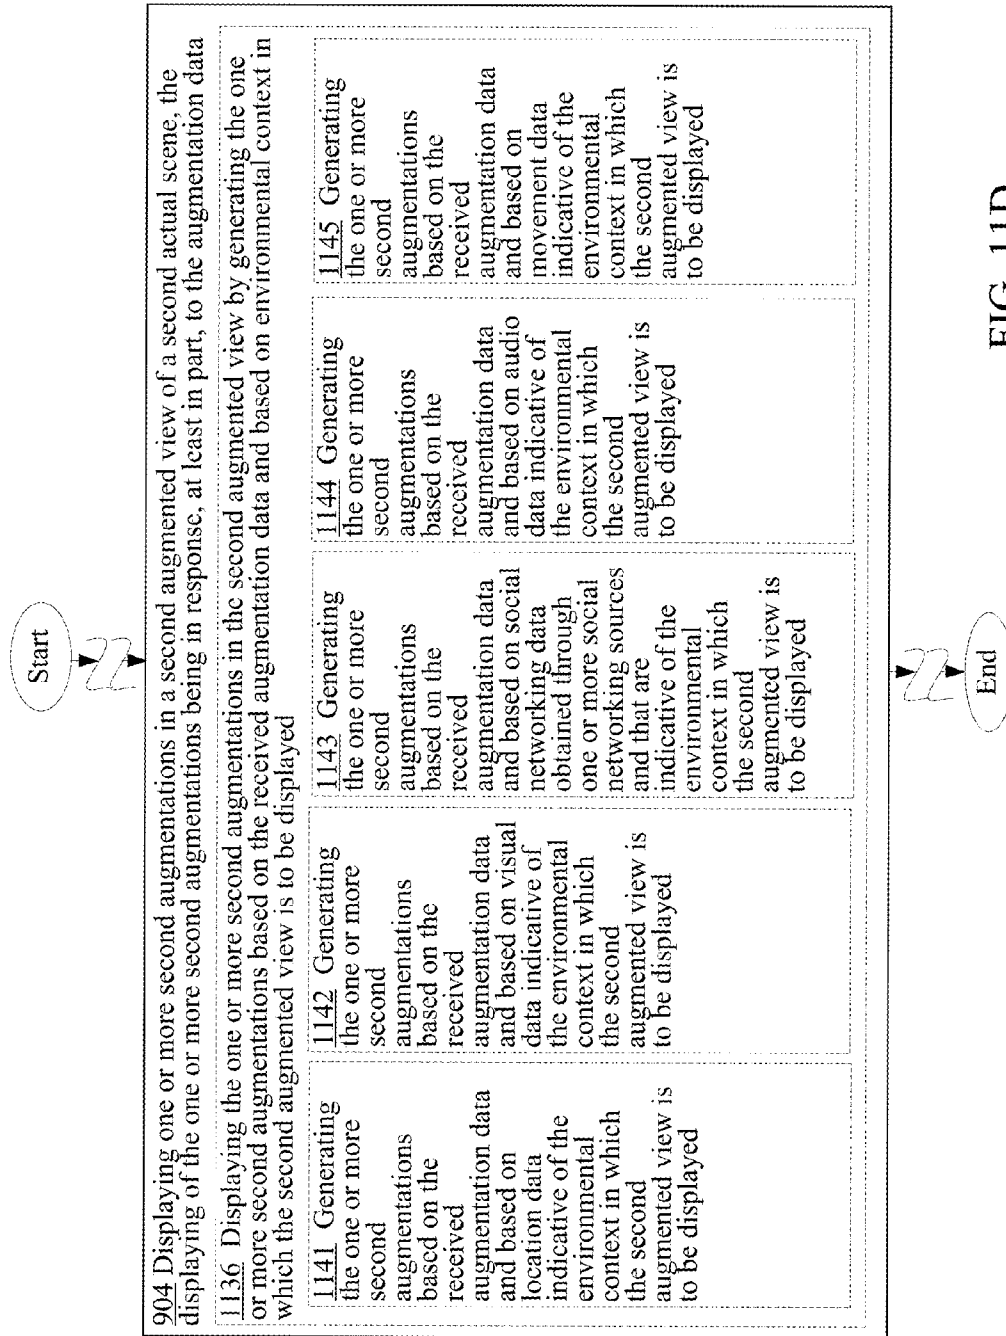 Start
904 Displaying one or more second augmentations in a second augmented view of a second actual scene, the
displaying of the one or more second augmentations being in response, at least in part, to the augmentation data
1136 Displaying the one or more second augmentations in the second augmented view by generating the one
or more second augmentations based on the received augmentation data and based on environmental context in
which the second augmented view is to be displayed
1141 Generating
the one or more
second
augmentations
based on the
received
augmentation data
and based on
location data
indicative of the
environmental
context in which
the second
augmented view is
to be displayed
1142 Generating
the one or more
second
augmentations
based on the
received
augmentation data
and based on visual
data indicative of
the environmental
context in which
the second
augmented view is
to be displayed
1143 Generating
the one or more
second
augmentations
based on the
received
augmentation data
and based on social
networking data
obtained through
one or more social
networking sources
and that are
indicative of the
environmental
context in which
the second
augmented view is
to be displayed
1144 Generating
the one or more
second
augmentations
based on the
received
augmentation data
and based on audio
data indicative of
the environmental
context in which
the second
augmented view is
to be displayed
1145 Generating
the one or more
second
augmentations
based on the
received
augmentation data
and based on
movement data
indicative of the
environmental
context in which
the second
augmented view is
to be displayed
End
FIG. 11D